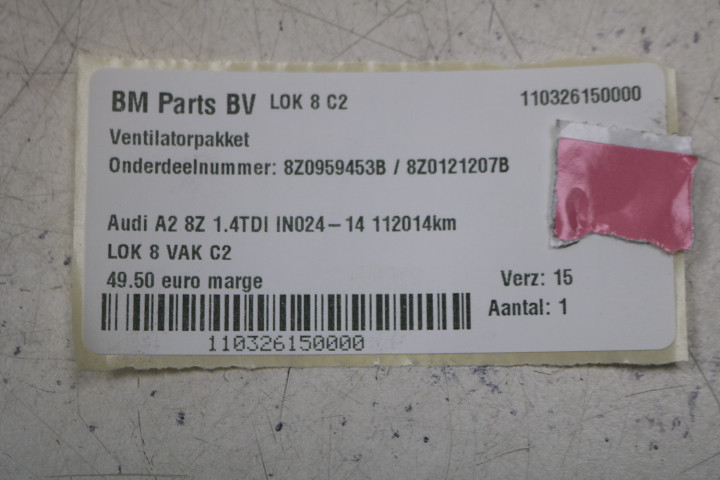 BM Parts BV LOK 8 C2 110326150000
Ventilatorpakket
Onderdeelnummer: 8Z0959453B / 8Z0121207B
Audi A2 8Z 1.4TDI IN024-14 112014km
LOK 8 VAK C2
49.50 euro marge Verz: 15
Aantal: 1
110326150000